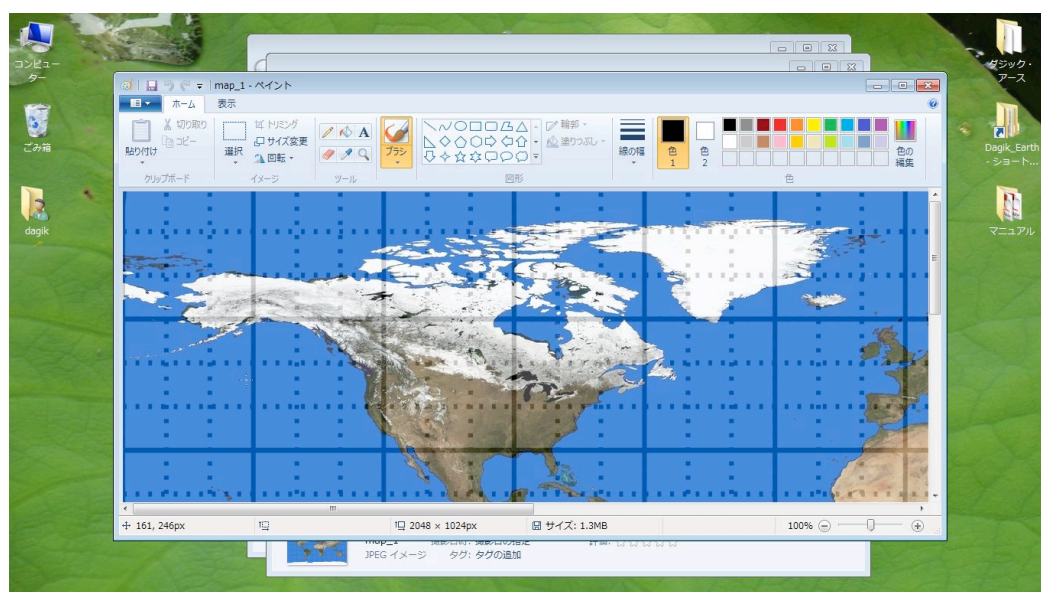 コンピューター
ごみ箱
dagik
ダジック・アース
Dagik_Earth - ショート...
マニュアル
map_1 - ペイント
ホーム 表示
貼り付け
切り取り
コピー
クリップボード
選択
トリミング
サイズ変更
回転
イメージ
A
ツール
ブラシ
輪郭
塗りつぶし
図形
線の幅
色 1
色 2
色の編集
色
161, 246px
2048 × 1024px
サイズ: 1.3MB
100%
JPEG イメージ タグ: タグの追加